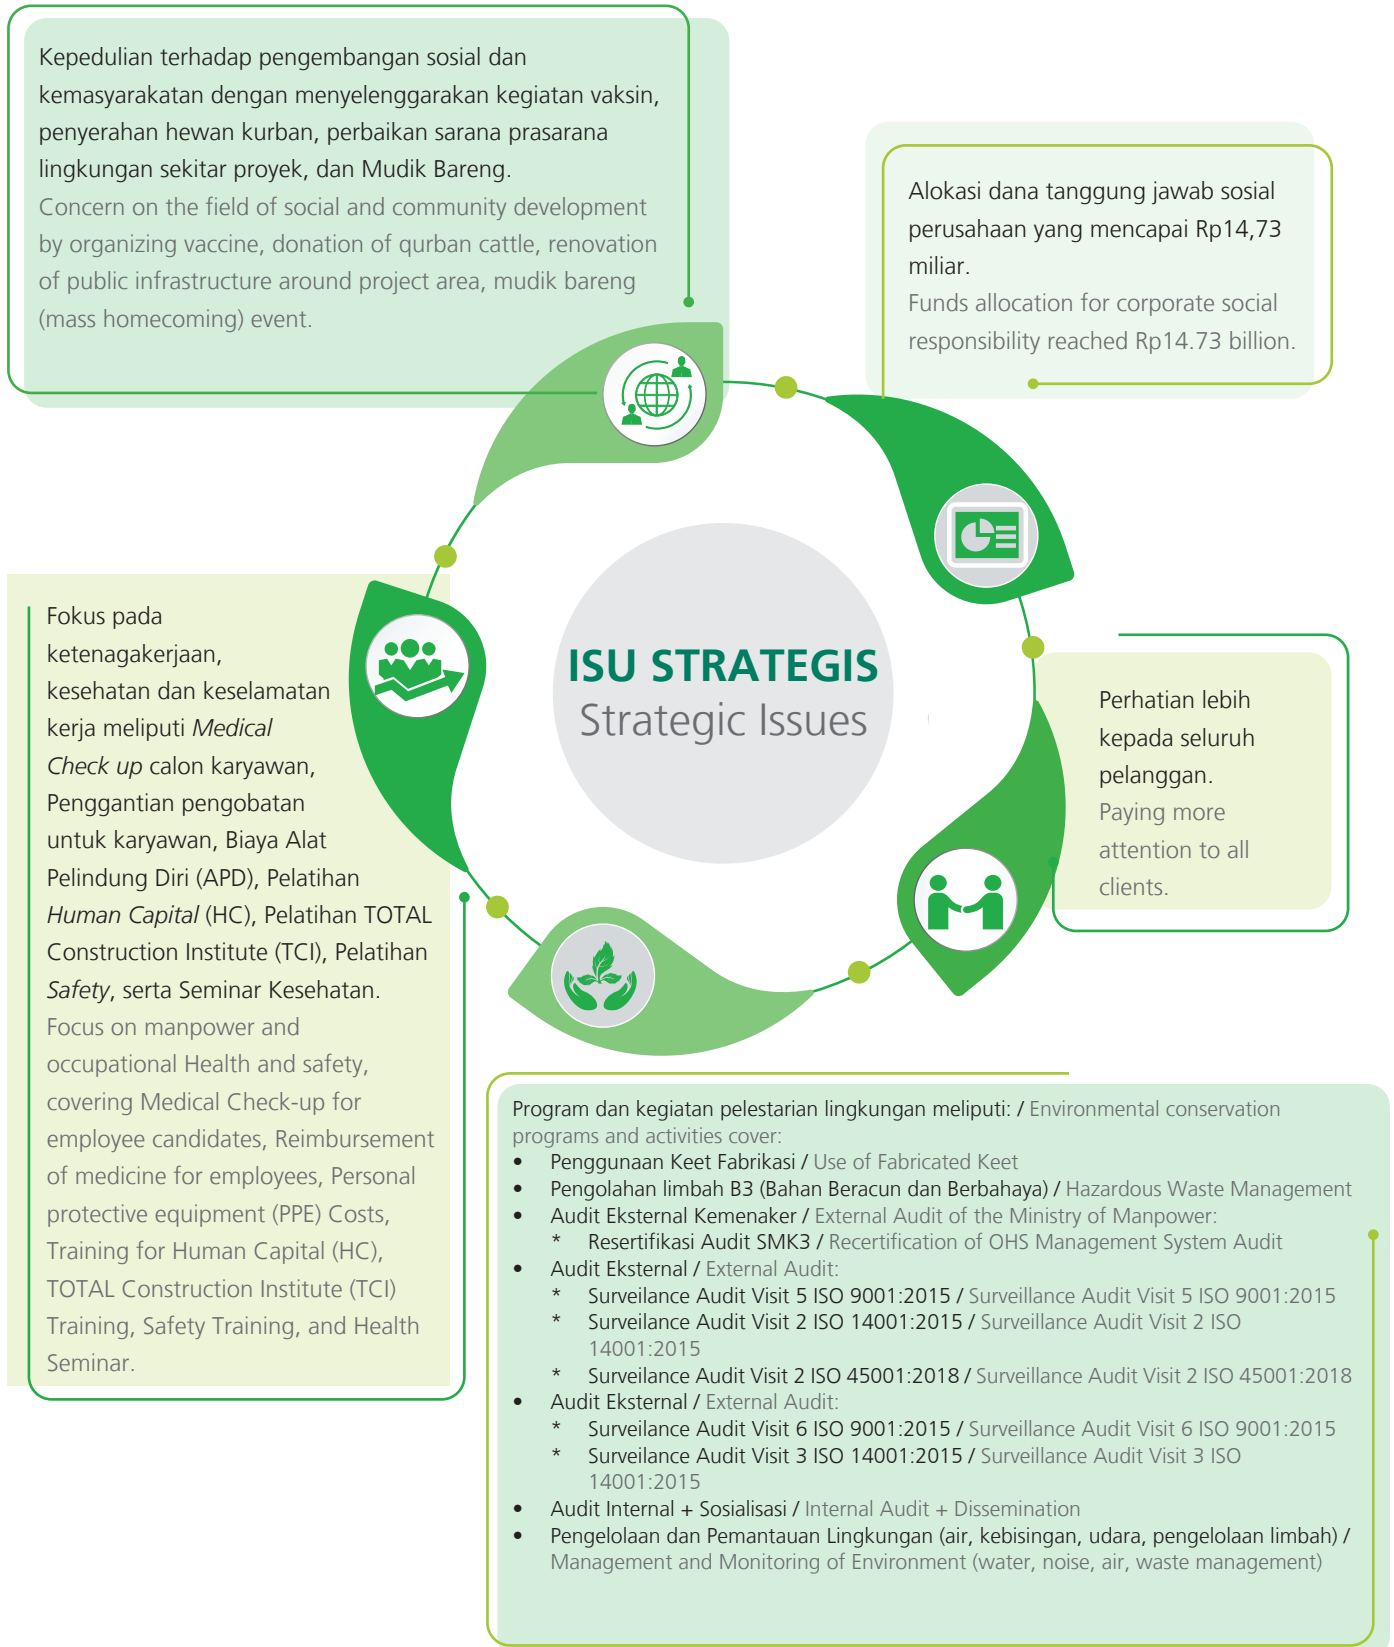 Kepedulian terhadap pengembangan sosial dan
kemasyarakatan dengan menyelenggarakan kegiatan vaksin,
penyerahan hewan kurban, perbaikan sarana prasarana
lingkungan sekitar proyek, dan Mudik Bareng.
Concern on the field of social and community development
by organizing vaccine, donation of qurban cattle, renovation
of public infrastructure around project area, mudik bareng
(mass homecoming) event.
Alokasi dana tanggung jawab sosial
perusahaan yang mencapai Rp14,73
miliar.
Funds allocation for corporate social
responsibility reached Rp14.73 billion.
ISU STRATEGIS
Strategic Issues
Fokus pada
ketenagakerjaan,
kesehatan dan keselamatan
kerja meliputi Medical
Check up calon karyawan,
Penggantian pengobatan
untuk karyawan, Biaya Alat
Pelindung Diri (APD), Pelatihan
Human Capital (HC), Pelatihan TOTAL
Construction Institute (TCI), Pelatihan
Safety, serta Seminar Kesehatan.
Focus on manpower and
occupational Health and safety,
covering Medical Check-up for
employee candidates, Reimbursement
of medicine for employees, Personal
protective equipment (PPE) Costs,
Training for Human Capital (HC),
TOTAL Construction Institute (TCI)
Training, Safety Training, and Health
Seminar.
Perhatian lebih
kepada seluruh
pelanggan.
Paying more
attention to all
clients.
Program dan kegiatan pelestarian lingkungan meliputi: / Environmental conservation
programs and activities cover:
• Penggunaan Keet Fabrikasi / Use of Fabricated Keet
• Pengolahan limbah B3 (Bahan Beracun dan Berbahaya) / Hazardous Waste Management
• Audit Eksternal Kemenaker / External Audit of the Ministry of Manpower:
* Resertifikasi Audit SMK3 / Recertification of OHS Management System Audit
• Audit Eksternal / External Audit:
* Surveilance Audit Visit 5 ISO 9001:2015 / Surveillance Audit Visit 5 ISO 9001:2015
* Surveilance Audit Visit 2 ISO 14001:2015 / Surveillance Audit Visit 2 ISO
14001:2015
* Surveilance Audit Visit 2 ISO 45001:2018 / Surveillance Audit Visit 2 ISO 45001:2018
• Audit Eksternal / External Audit:
* Surveilance Audit Visit 6 ISO 9001:2015 / Surveillance Audit Visit 6 ISO 9001:2015
* Surveilance Audit Visit 3 ISO 14001:2015 / Surveillance Audit Visit 3 ISO
14001:2015
• Audit Internal + Sosialisasi / Internal Audit + Dissemination
• Pengelolaan dan Pemantauan Lingkungan (air, kebisingan, udara, pengelolaan limbah) /
Management and Monitoring of Environment (water, noise, air, waste management)